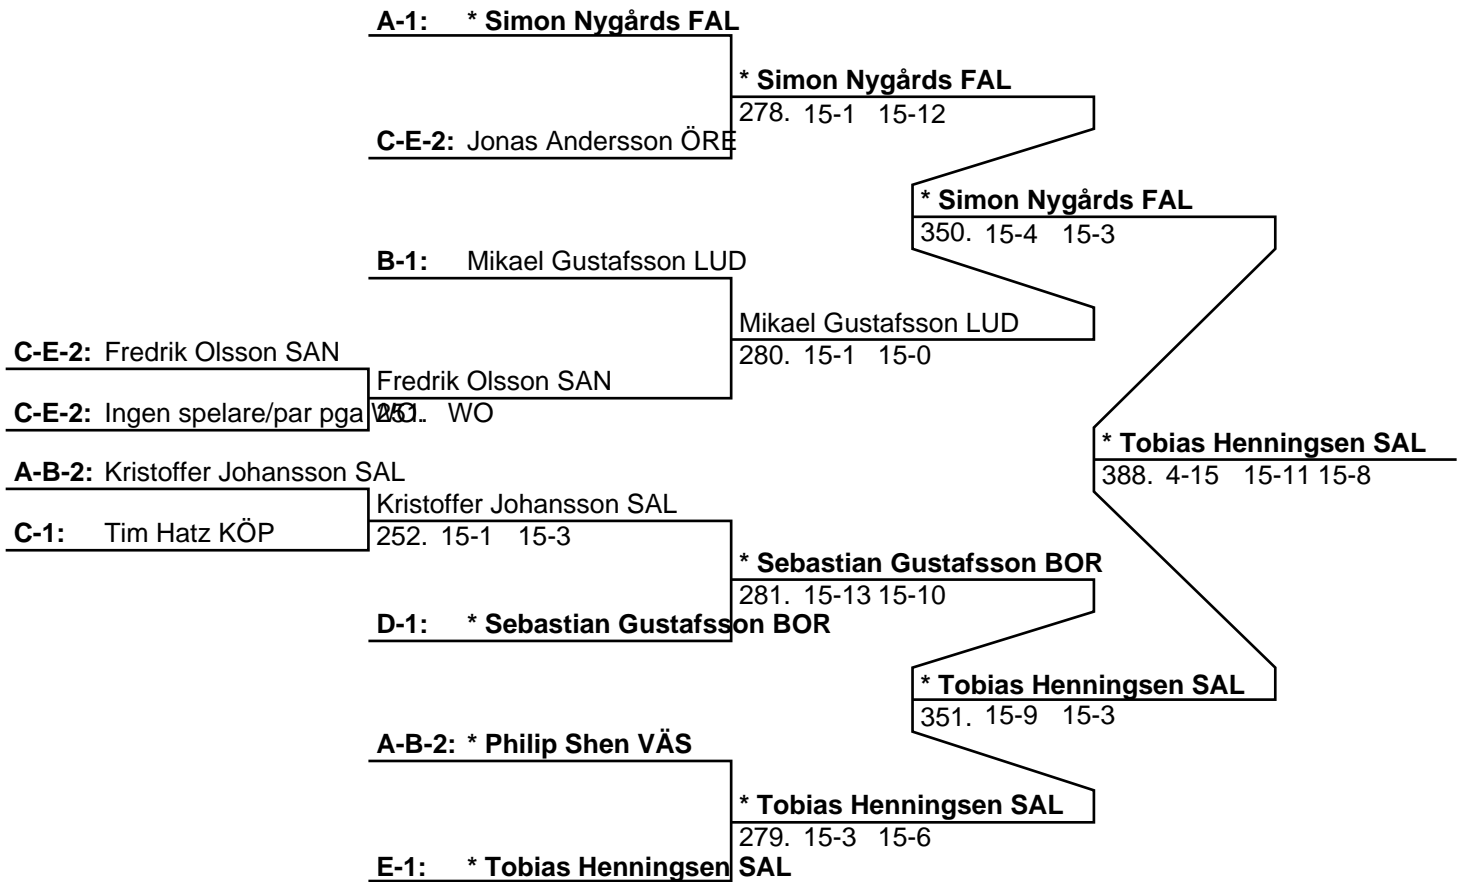 A-1: * Simon Nygårds FAL
* Simon Nygårds FAL
278. 15-1 15-12
C-E-2: Jonas Andersson ÖRE
* Simon Nygårds FAL
350. 15-4 15-3
B-1: Mikael Gustafsson LUD
Mikael Gustafsson LUD
280. 15-1 15-0
C-E-2: Fredrik Olsson SAN
Fredrik Olsson SAN
C-E-2: Ingen spelare/par pga WO.
251. WO
* Tobias Henningsen SAL
388. 4-15 15-11 15-8
A-B-2: Kristoffer Johansson SAL
Kristoffer Johansson SAL
252. 15-1 15-3
C-1: Tim Hatz KÖP
* Sebastian Gustafsson BOR
281. 15-13 15-10
D-1: * Sebastian Gustafsson BOR
* Tobias Henningsen SAL
351. 15-9 15-3
A-B-2: * Philip Shen VÄS
* Tobias Henningsen SAL
279. 15-3 15-6
E-1: * Tobias Henningsen SAL